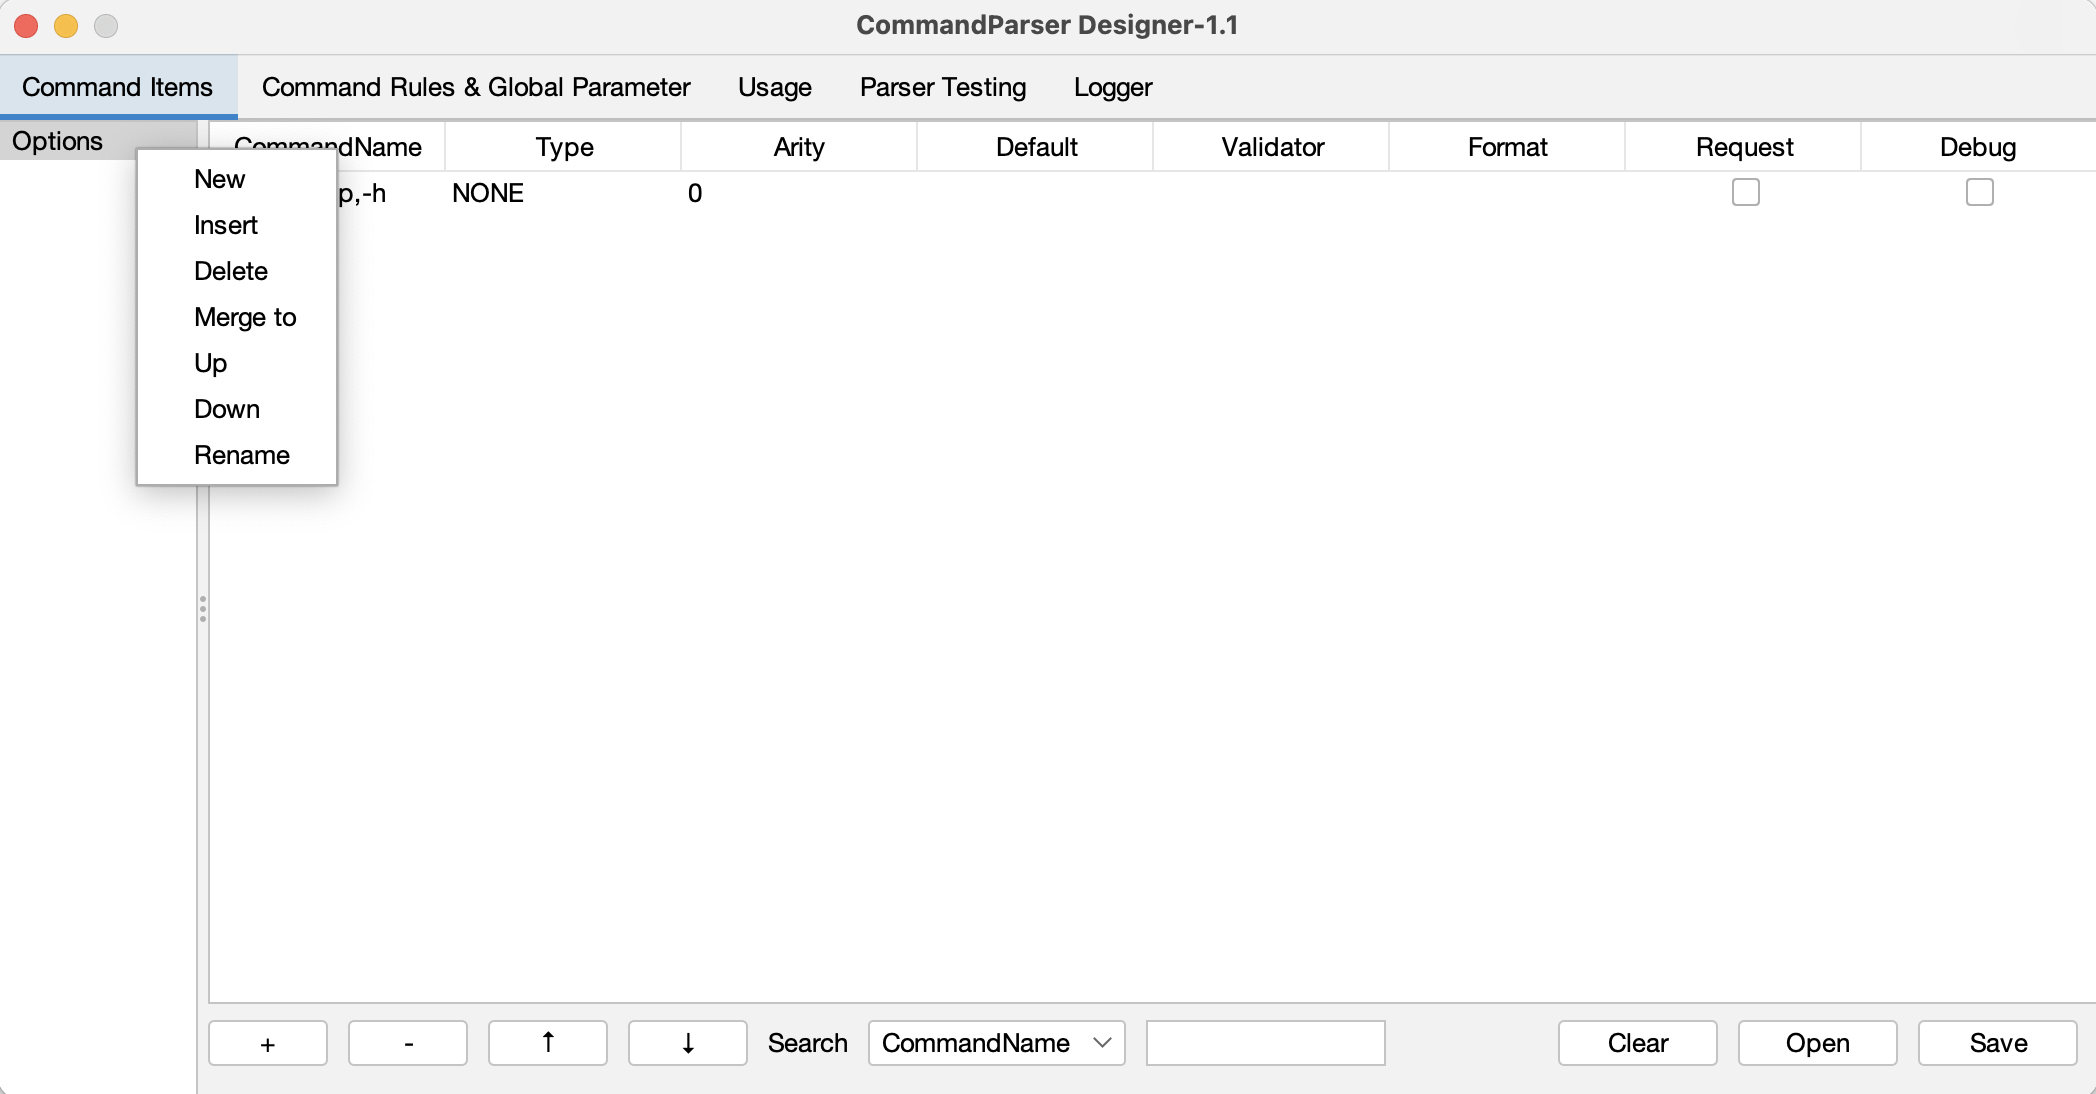 CommandParser Designer-1.1
Command Items Command Rules & Global Parameter Usage Parser Testing Logger
Options
CommandName Type Arity Default Validator Format Request Debug
p,-h NONE 0
New
Insert
Delete
Merge to
Up
Down
Rename
+ - ↑ ↓ Search CommandName Clear Open Save